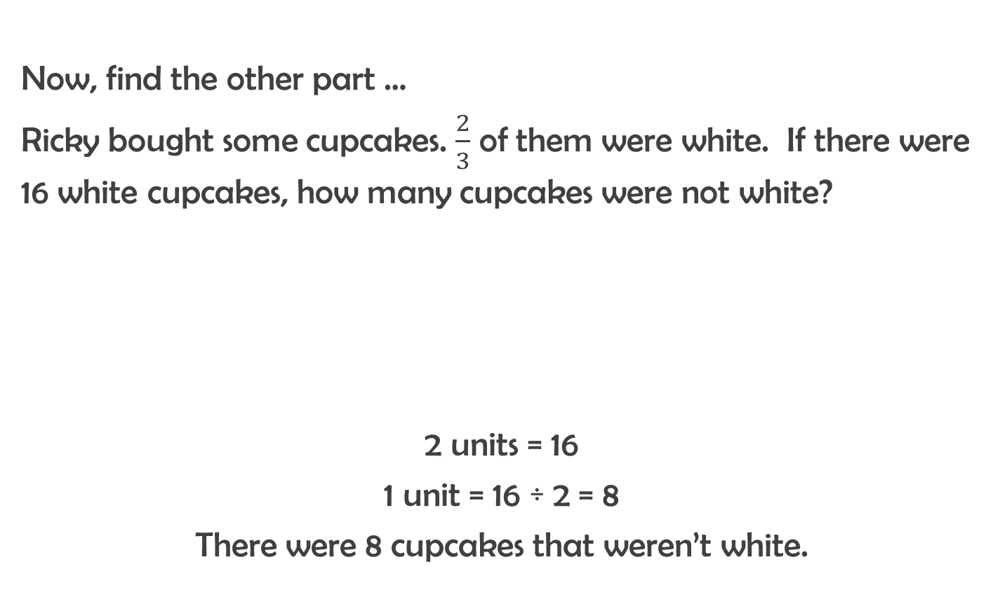 Now, find the other part ...
Ricky bought some cupcakes. 2/3 of them were white.  If there were
16 white cupcakes, how many cupcakes were not white?
2 units = 16
1 unit = 16 ÷ 2 = 8
There were 8 cupcakes that weren’t white.